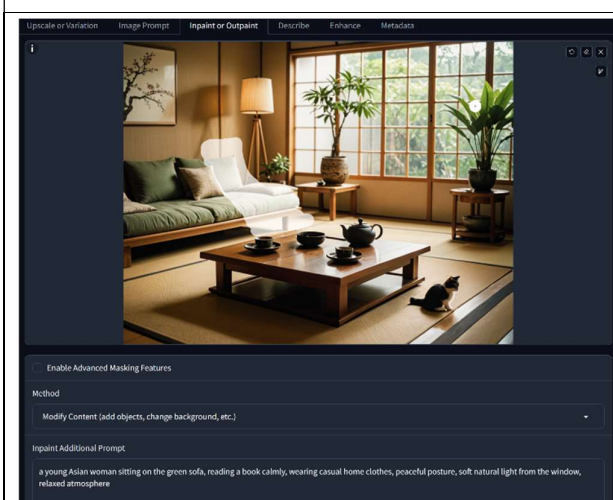 Upscale or Variation Image Prompt Inpaint or Outpaint Describe Enhance Metadata
Enable Advanced Masking Features
Method
Modify Content (add objects, change background, etc.)
Inpaint Additional Prompt
a young Asian woman sitting on the green sofa, reading a book calmly, wearing casual home clothes, peaceful posture, soft natural light from the window,
relaxed atmosphere